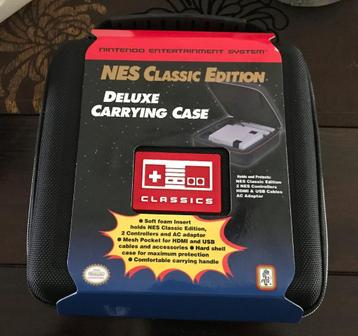 NINTENDO ENTERTAINMENT SYSTEM
NES CLASSIC EDITION
DELUXE
CARRYING CASE
Holds and Protects:
NES Classic Edition
2 NES Controllers
HDMI & USB Cables
AC Adaptor
CLASSICS
● Soft foam Insert
holds NES Classic Edition,
2 Controllers and AC adaptor
● Mesh Pocket for HDMI and USB
cables and accessories ● Hard shell
case for maximum protection
● Comfortable carrying handle